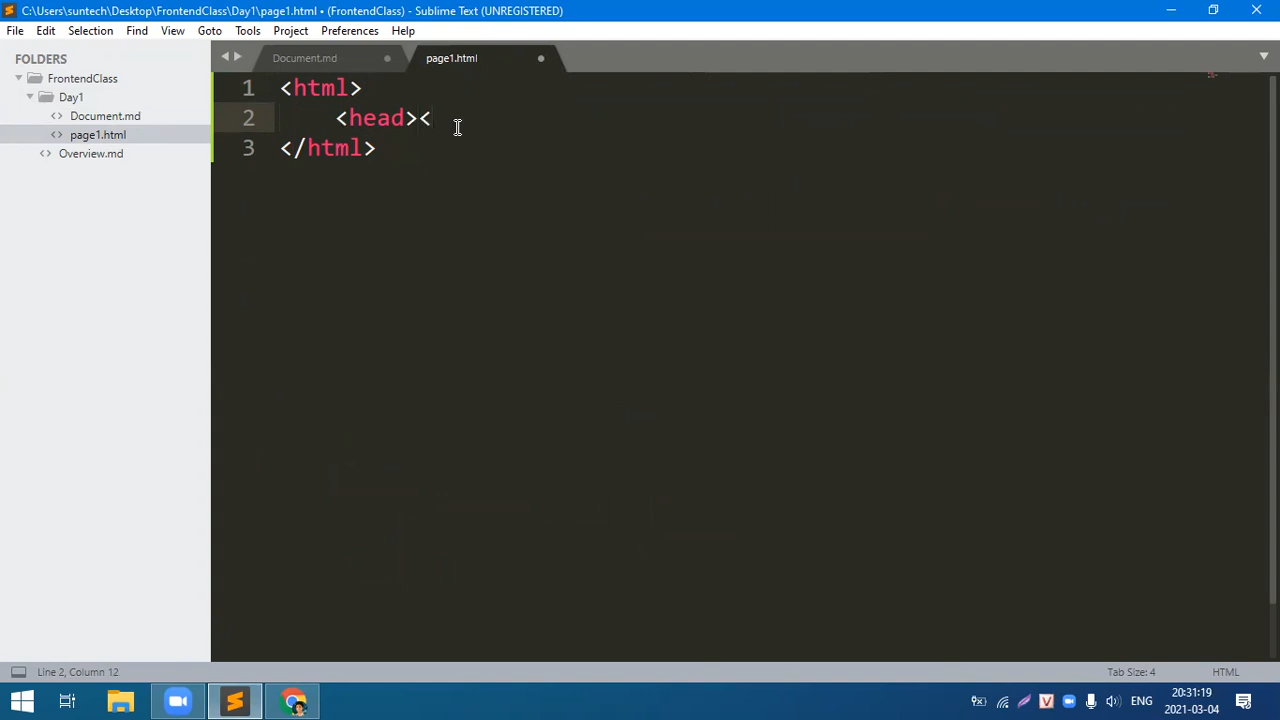 C:\Users\suntech\Desktop\FrontendClass\Day1\page1.html • (FrontendClass) - Sublime Text (UNREGISTERED)
File Edit Selection Find View Goto Tools Project Preferences Help
FOLDERS
FrontendClass
Day1
Document.md
page1.html
Overview.md
Document.md page1.html
1 <html>
2 <head><
3 </html>
Line 2, Column 12 Tab Size: 4 HTML
ENG
20:31:19
2021-03-04